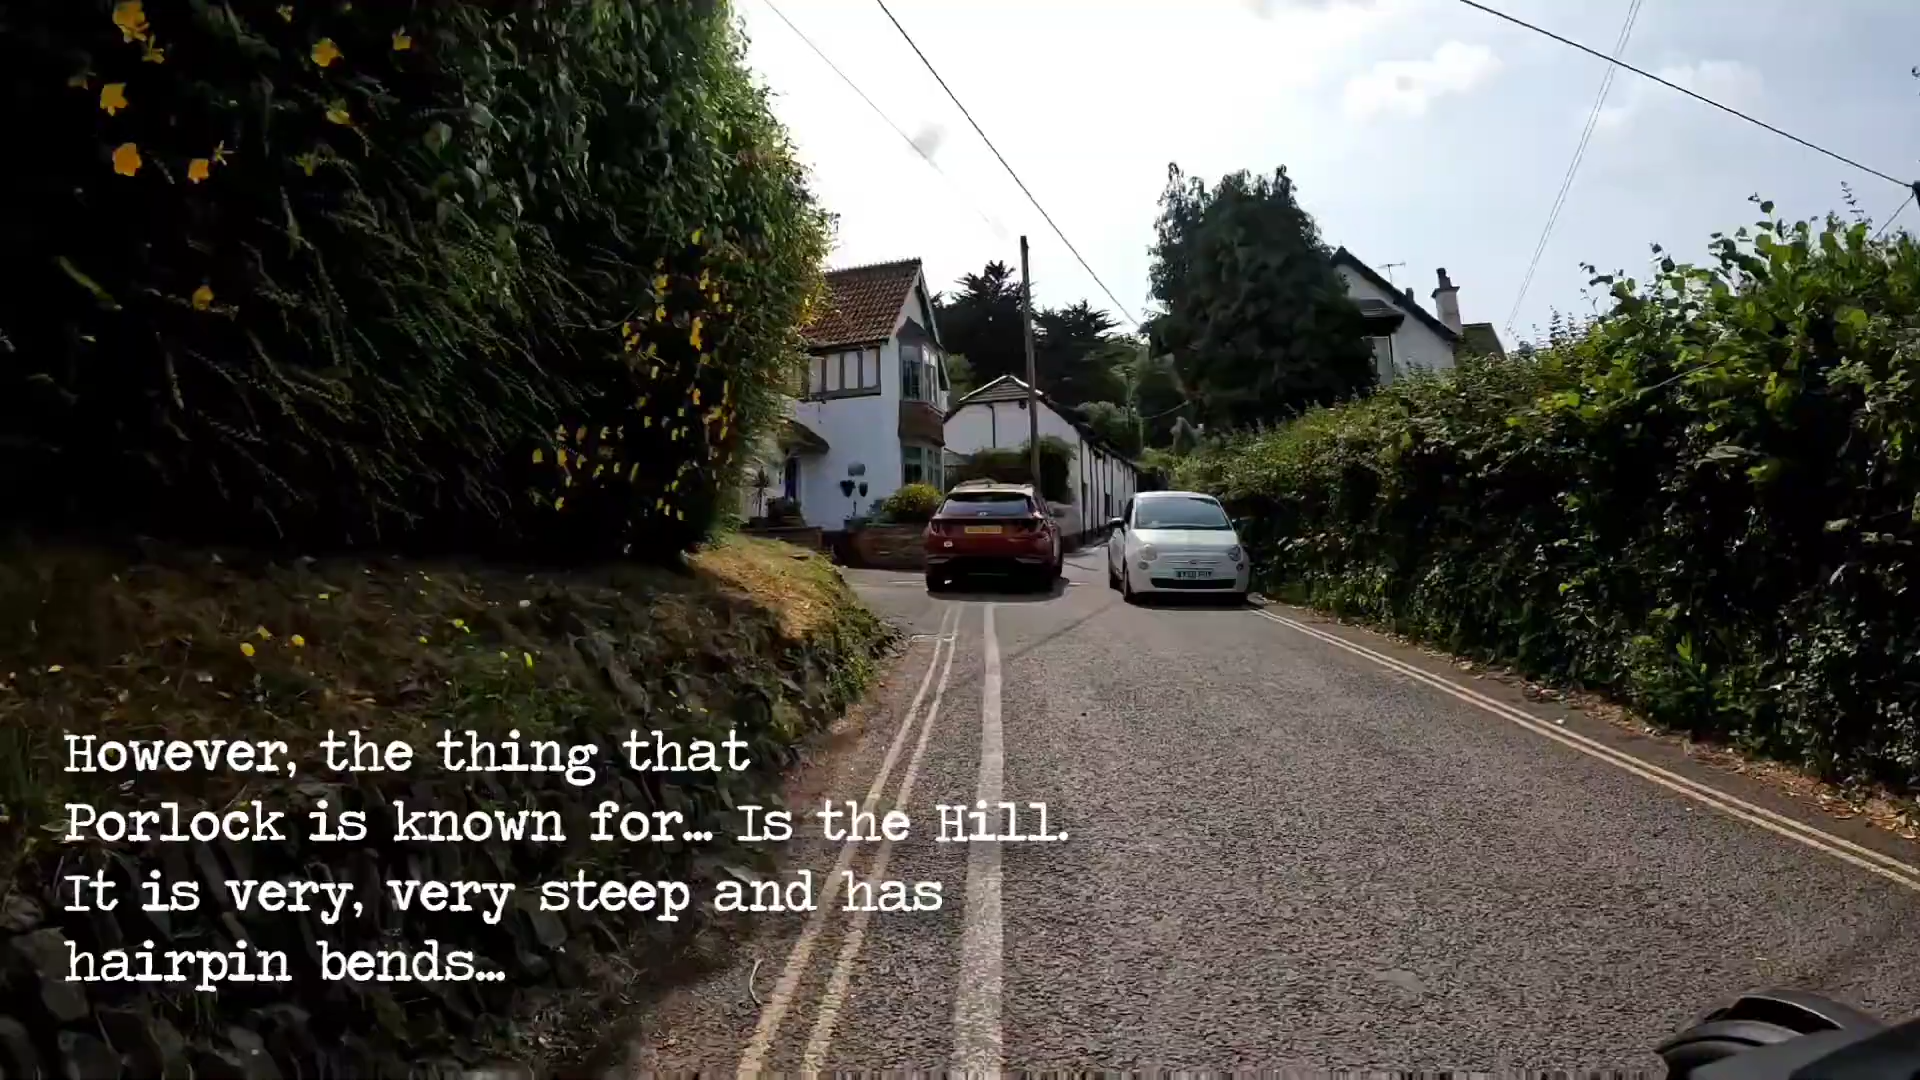 However, the thing that
Porlock is known for... Is the Hill.
It is very, very steep and has
hairpin bends...